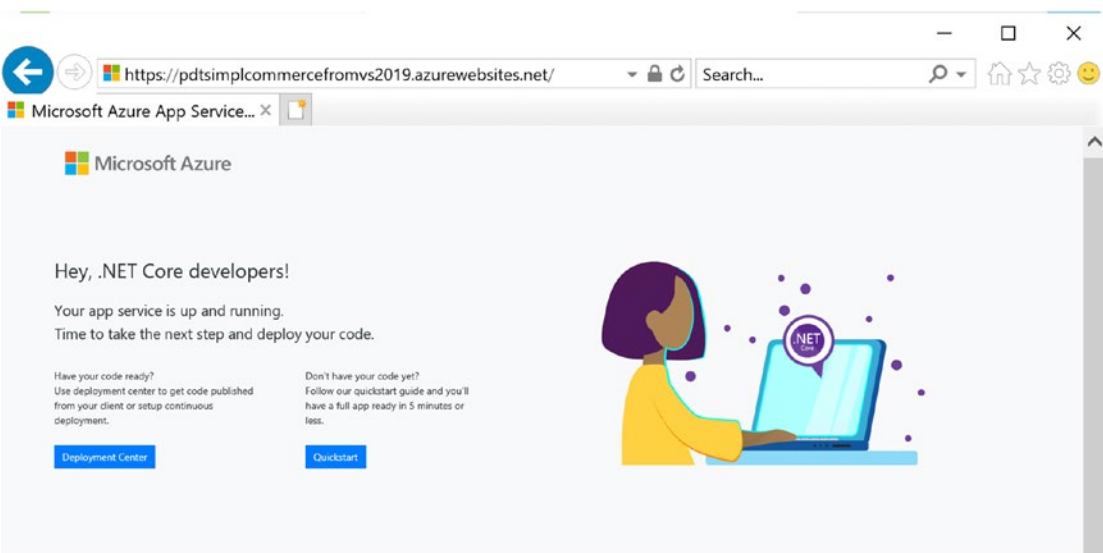 https://pdtsimplcommercefromvs2019.azurewebsites.net/
Search...
Microsoft Azure App Service...
Microsoft Azure
Hey, .NET Core developers!
Your app service is up and running.
Time to take the next step and deploy your code.
Have your code ready?
Use deployment center to get code published
from your client or setup continuous
deployment.
Deployment Center
Don't have your code yet?
Follow our quickstart guide and you'll
have a full app ready in 5 minutes or
less.
Quickstart
.NET
Core